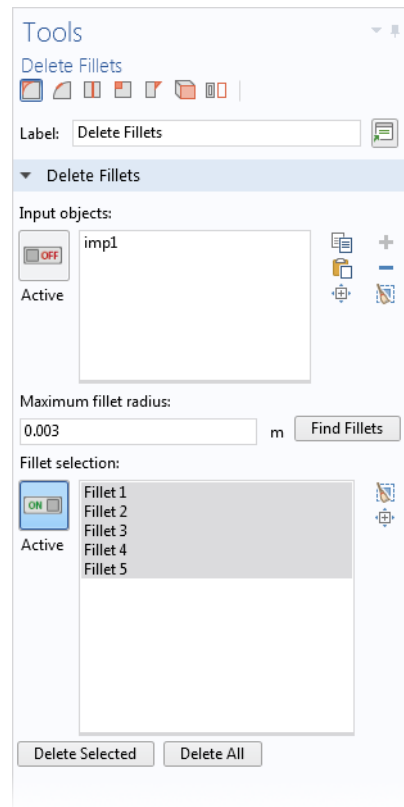 Tools
Delete Fillets
Label: Delete Fillets
Delete Fillets
Input objects:
OFF
imp1
Active
Maximum fillet radius:
0.003 m Find Fillets
Fillet selection:
ON
Fillet 1
Fillet 2
Fillet 3
Fillet 4
Fillet 5
Active
Delete Selected Delete All